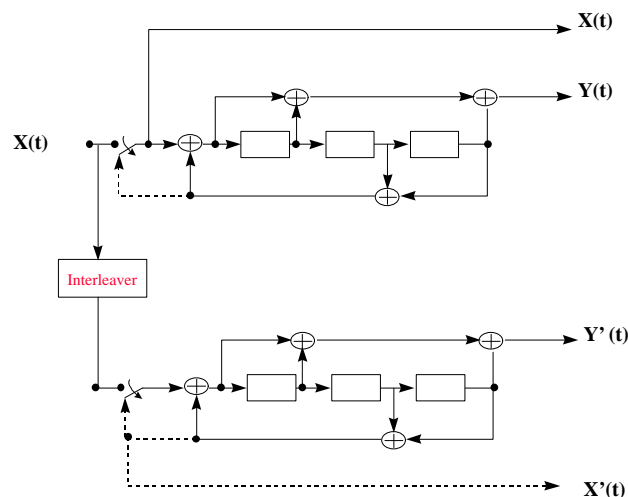 X(t)
Y(t)
X(t)
Interleaver
Y' (t)
X'(t)